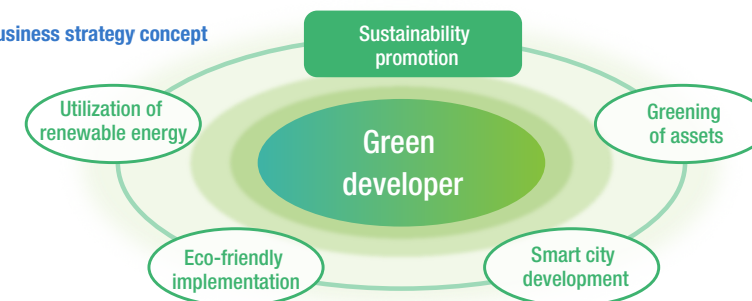 usiness strategy concept
Sustainability
promotion
Utilization of
renewable energy
Greening
of assets
Green
developer
Eco-friendly
implementation
Smart city
development